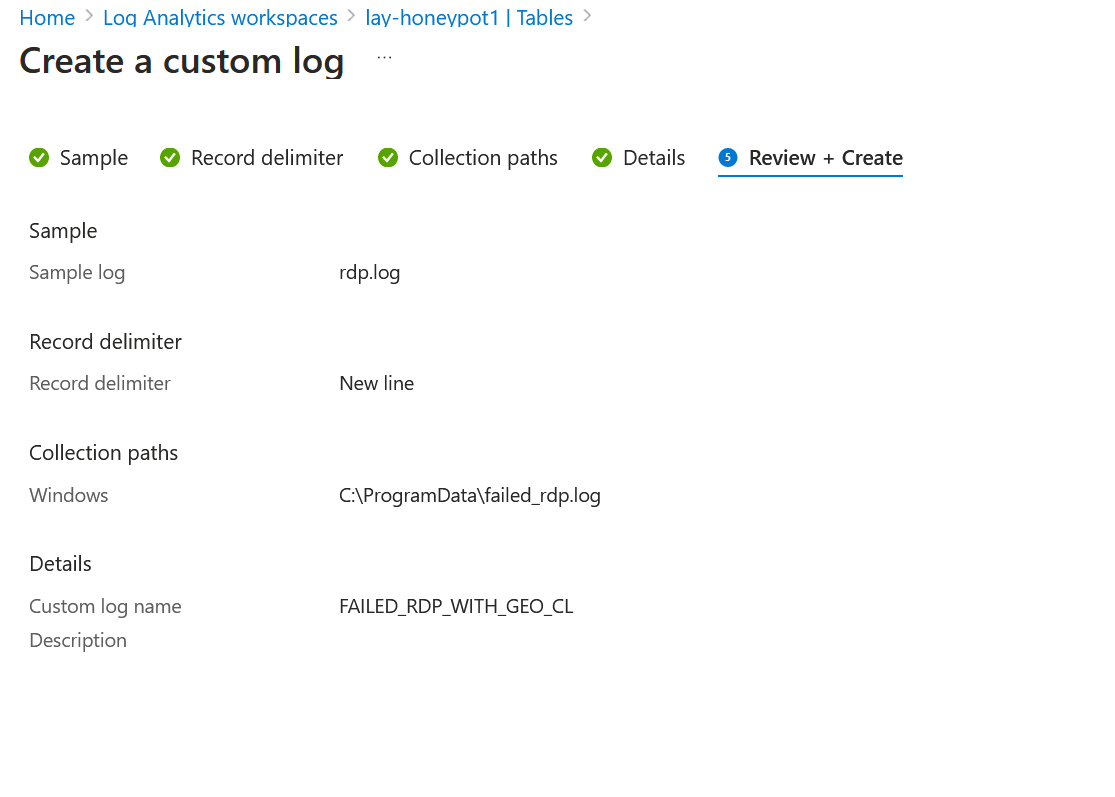 Home > Log Analytics workspaces > lay-honeypot1 | Tables >
Create a custom log ...
Sample Record delimiter Collection paths Details 5 Review + Create
Sample
Sample log rdp.log
Record delimiter
Record delimiter New line
Collection paths
Windows C:\ProgramData\failed_rdp.log
Details
Custom log name FAILED_RDP_WITH_GEO_CL
Description